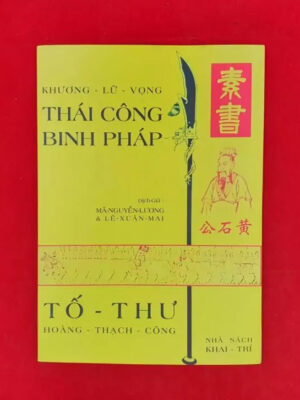 KHƯƠNG - LỮ - VỌNG
THÁI CÔNG
BINH PHÁP
素書
DỊCH GIẢ :
MÃ-NGUYÊN-LƯƠNG
& LÊ-XUÂN-MAI
公石黃
TỐ - THƯ
HOÀNG - THẠCH - CÔNG
NHÀ SÁCH
KHAI - TRÍ